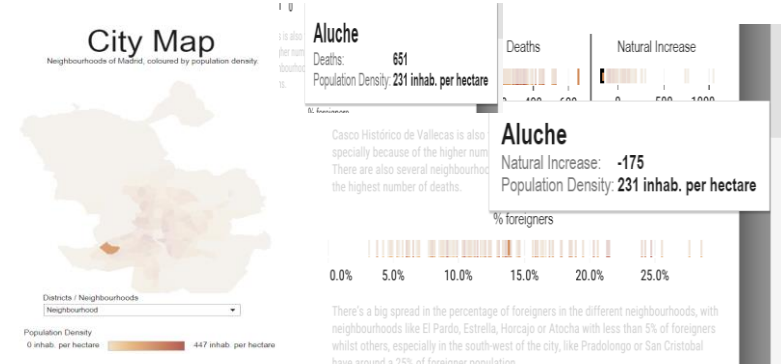 City Map
Neighbourhoods of Madrid, coloured by population density.
Districts / Neighbourhoods
Neighbourhood
Population Density
0 inhab. per hectare
447 inhab. per hectare
is also
Aluche
Deaths: 651
Population Density: 231 inhab. per hectare
% foreigners
Deaths
Natural Increase
400 600
0 500 1000
Casco Histórico de Vallecas is also
specially because of the higher num
There are also several neighbourhoo
the highest number of deaths.
Aluche
Natural Increase: -175
Population Density: 231 inhab. per hectare
% foreigners
0.0% 5.0% 10.0% 15.0% 20.0% 25.0%
There's a big spread in the percentage of foreigners in the different neighbourhoods, with
neighbourhoods like El Pardo, Estrella, Horcajo or Atocha with less than 5% of foreigners
whilst others, especially in the south-west of the city, like Pradolongo or San Cristobal
have around a 25% of foreigner population